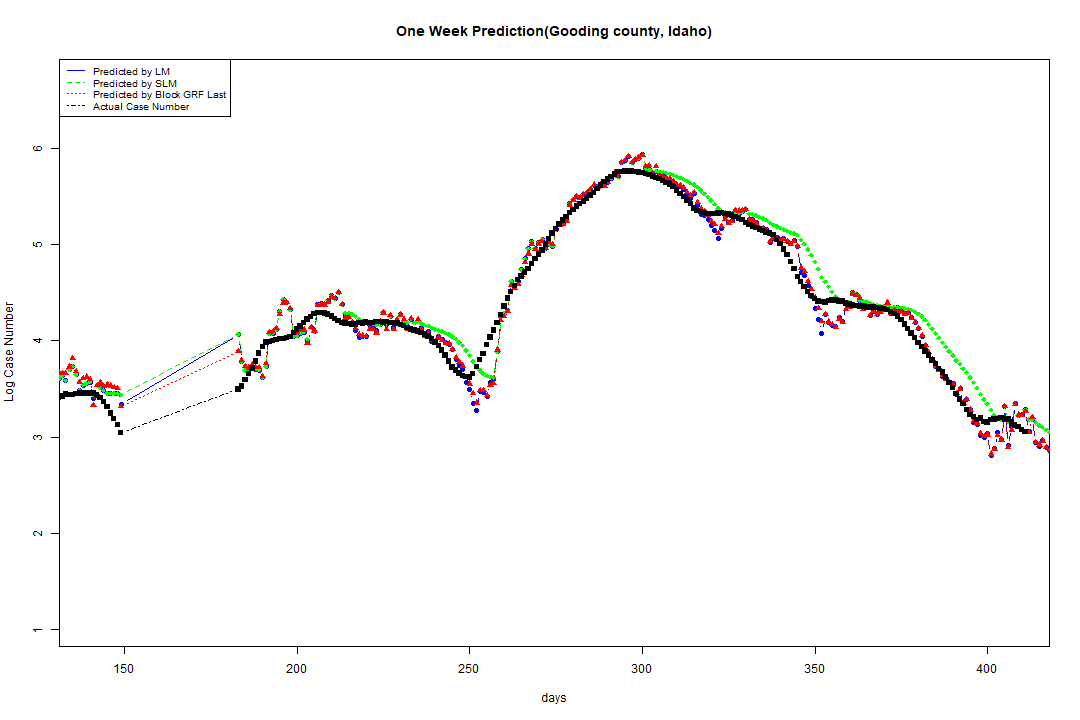 One Week Prediction(Gooding county, Idaho)
Predicted by LM
Predicted by SLM
Predicted by Block GRF Last
Actual Case Number
Log Case Number
6
5
4
3
2
1
150 200 250 300 350 400
days